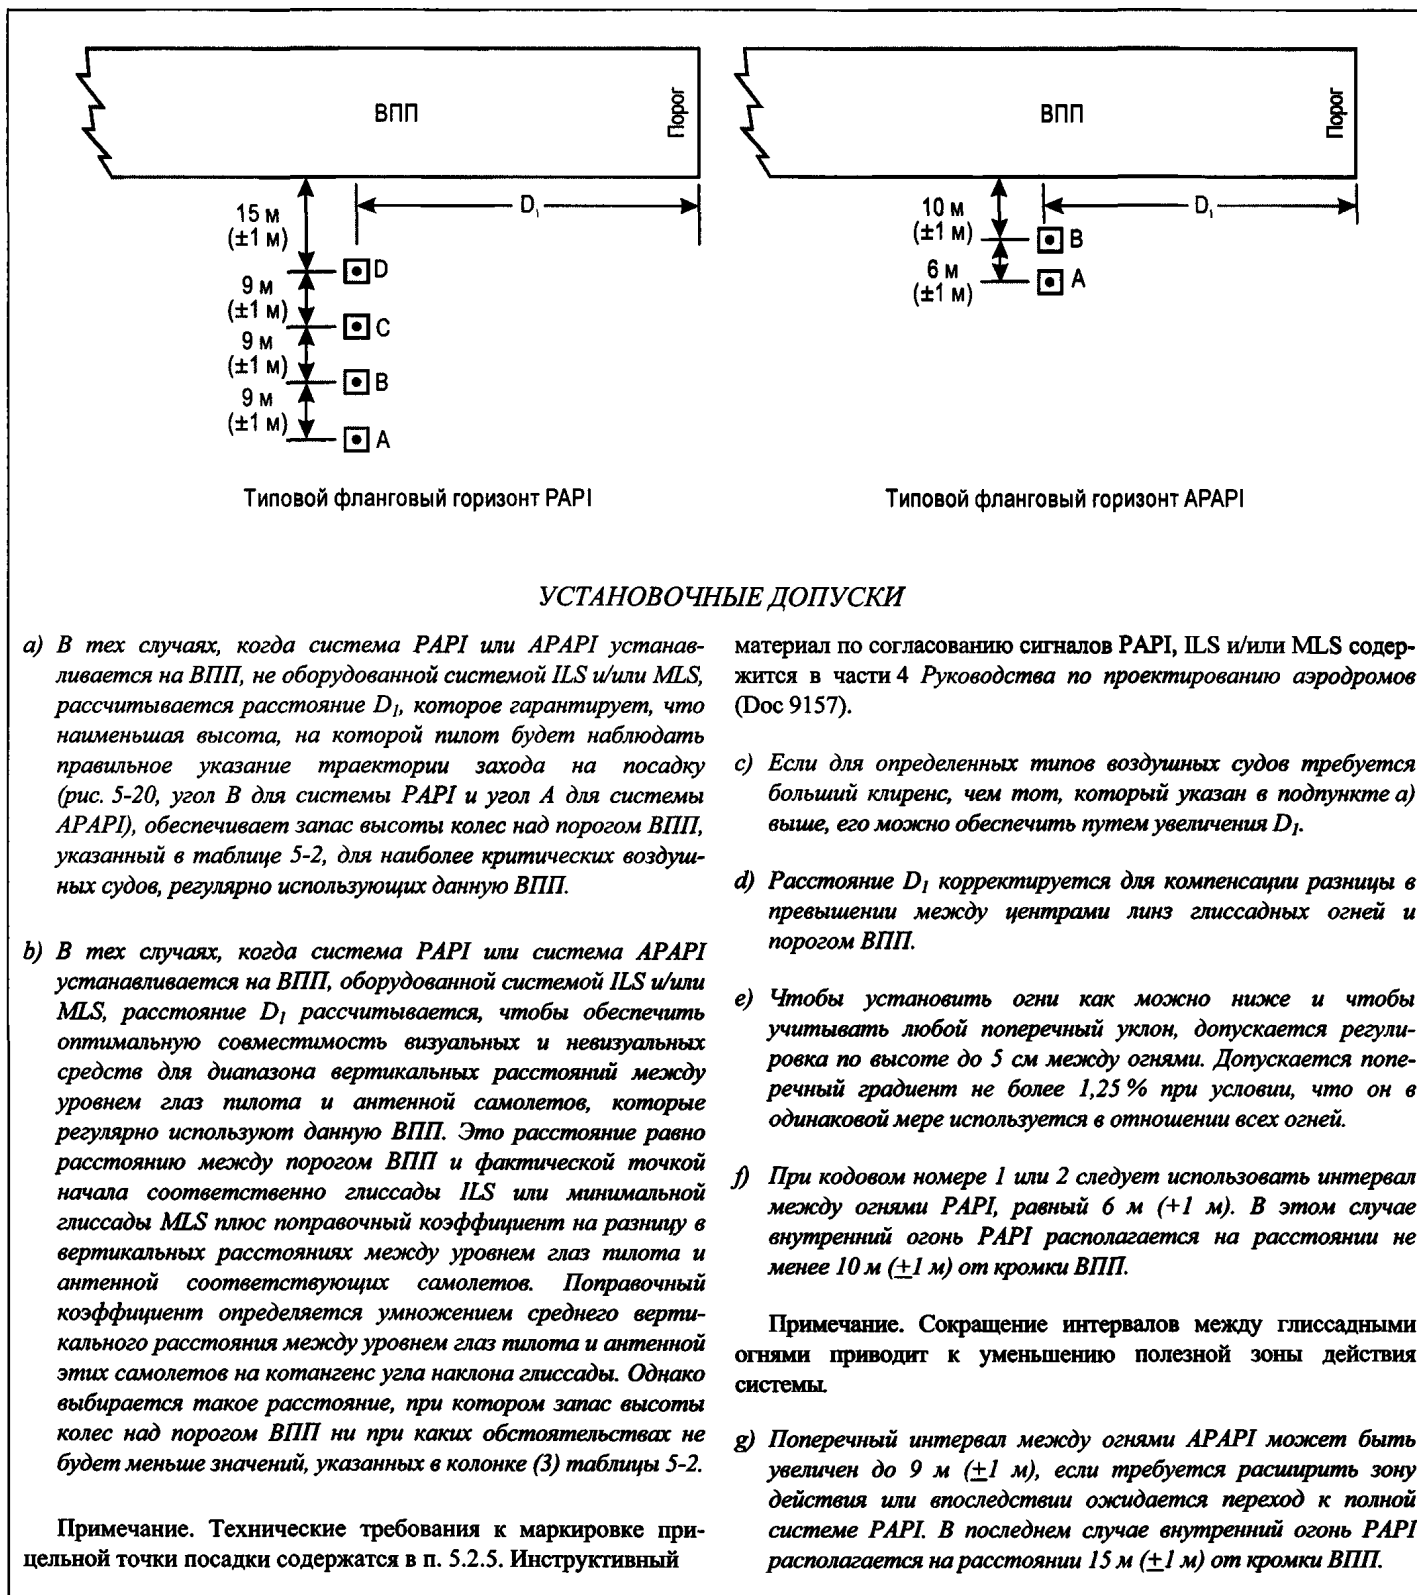 ВПП
Порог
D₁
15 м
(±1 м)
D
9 м
(±1 м)
C
9 м
(±1 м)
B
9 м
(±1 м)
A
Типовой фланговый горизонт PAPI
ВПП
Порог
D₁
10 м
(±1 м)
B
6 м
(±1 м)
A
Типовой фланговый горизонт APAPI
УСТАНОВОЧНЫЕ ДОПУСКИ
a) В тех случаях, когда система PAPI или APAPI устанав-
ливается на ВПП, не оборудованной системой ILS и/или MLS,
рассчитывается расстояние D₁, которое гарантирует, что
наименьшая высота, на которой пилот будет наблюдать
правильное указание траектории захода на посадку
(рис. 5-20, угол B для системы PAPI и угол A для системы
APAPI), обеспечивает запас высоты колес над порогом ВПП,
указанный в таблице 5-2, для наиболее критических воздуш-
ных судов, регулярно использующих данную ВПП.
b) В тех случаях, когда система PAPI или система APAPI
устанавливается на ВПП, оборудованной системой ILS и/или
MLS, расстояние D₁ рассчитывается, чтобы обеспечить
оптимальную совместимость визуальных и невизуальных
средств для диапазона вертикальных расстояний между
уровнем глаз пилота и антенной самолетов, которые
регулярно используют данную ВПП. Это расстояние равно
расстоянию между порогом ВПП и фактической точкой
начала соответственно глиссады ILS или минимальной
глиссады MLS плюс поправочный коэффициент на разницу в
вертикальных расстояниях между уровнем глаз пилота и
антенной соответствующих самолетов. Поправочный
коэффициент определяется умножением среднего верти-
кального расстояния между уровнем глаз пилота и антенной
этих самолетов на котангенс угла наклона глиссады. Однако
выбирается такое расстояние, при котором запас высоты
колес над порогом ВПП ни при каких обстоятельствах не
будет меньше значений, указанных в колонке (3) таблицы 5-2.
Примечание. Технические требования к маркировке при-
цельной точки посадки содержатся в п. 5.2.5. Инструктивный
материал по согласованию сигналов PAPI, ILS и/или MLS содер-
жится в части 4 Руководства по проектированию аэродромов
(Doc 9157).
c) Если для определенных типов воздушных судов требуется
больший клиренс, чем тот, который указан в подпункте a)
выше, его можно обеспечить путем увеличения D₁.
d) Расстояние D₁ корректируется для компенсации разницы в
превышении между центрами линз глиссадных огней и
порогом ВПП.
e) Чтобы установить огни как можно ниже и чтобы
учитывать любой поперечный уклон, допускается регули-
ровка по высоте до 5 см между огнями. Допускается попе-
речный градиент не более 1,25 % при условии, что он в
одинаковой мере используется в отношении всех огней.
f) При кодовом номере 1 или 2 следует использовать интервал
между огнями PAPI, равный 6 м (+1 м). В этом случае
внутренний огонь PAPI располагается на расстоянии не
менее 10 м (±1 м) от кромки ВПП.
Примечание. Сокращение интервалов между глиссадными
огнями приводит к уменьшению полезной зоны действия
системы.
g) Поперечный интервал между огнями APAPI может быть
увеличен до 9 м (±1 м), если требуется расширить зону
действия или впоследствии ожидается переход к полной
системе PAPI. В последнем случае внутренний огонь PAPI
располагается на расстоянии 15 м (±1 м) от кромки ВПП.